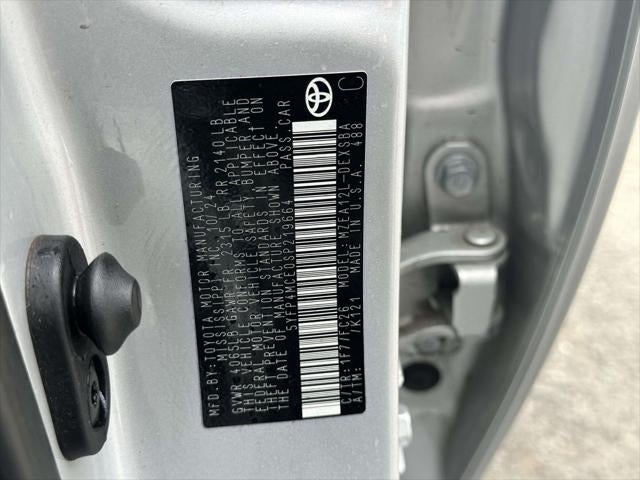 MFD.BY:TOYOTA MOTOR MANUFACTURING
MISSISSIPPI INC. 10/24
GVWR 4065LB GAWR FR 2315LB RR 2140LB
THIS VEHICLE CONFORMS TO ALL APPLICABLE
FEDERAL MOTOR VEHICLE SAFETY, BUMPER AND
THEFT PREVENTION STANDARDS IN EFFECT ON
THE DATE OF MANUFACTURE SHOWN ABOVE.
5YFP4MCE0SP219664 PASS.CAR
C
C/TR:1F7/FC26 MODEL:MZEA12L-DEXSBA
A/TM: /K121 MADE IN U.S.A. 488